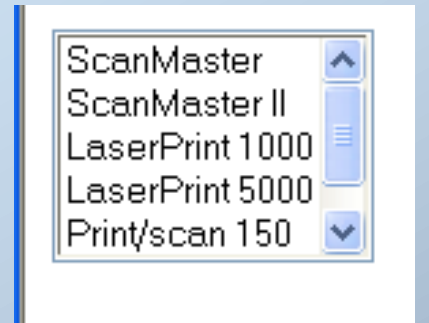 ScanMaster
ScanMaster II
LaserPrint 1000
LaserPrint 5000
Print/scan 150